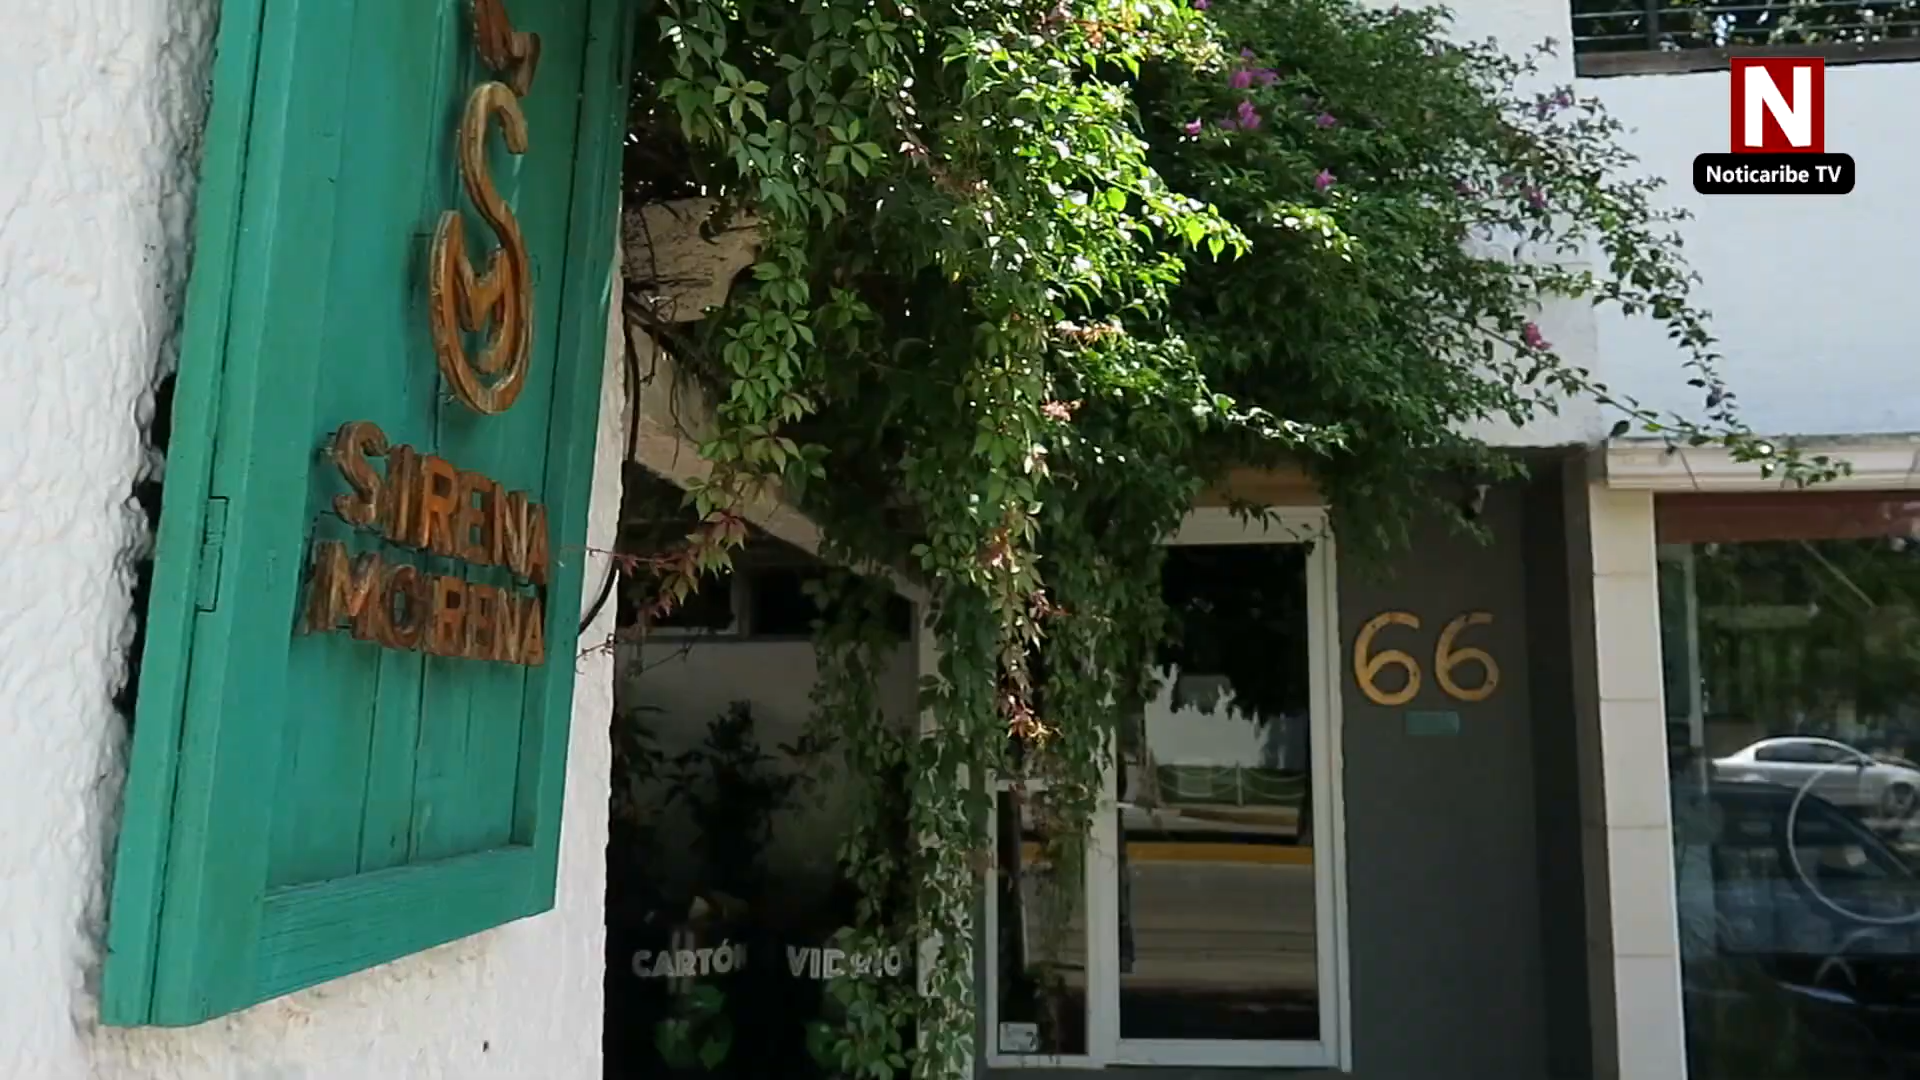 SM
SIRENA
MORENA
66
CARTÓN
VIDRIO
N
Noticaribe TV